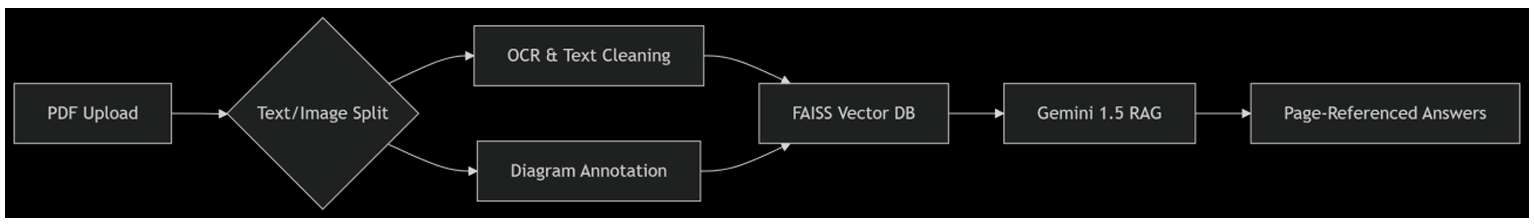 PDF Upload
Text/Image Split
OCR & Text Cleaning
Diagram Annotation
FAISS Vector DB
Gemini 1.5 RAG
Page-Referenced Answers